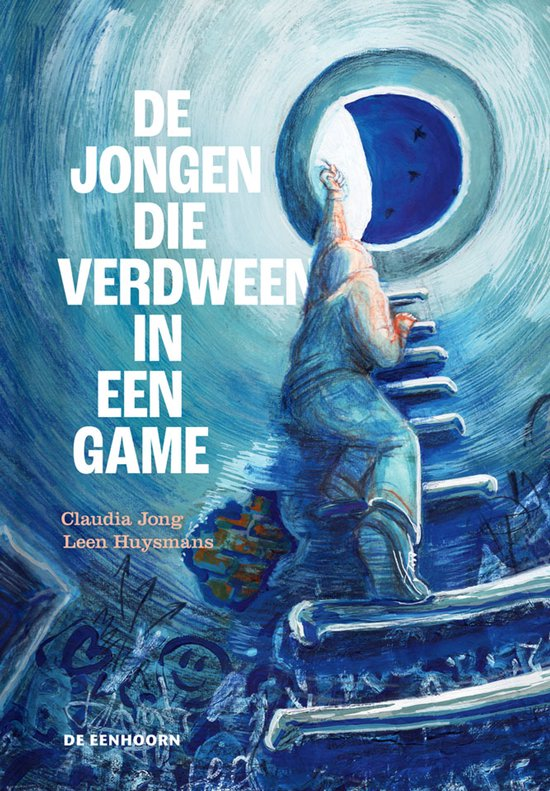 DE
JONGEN
DIE
VERDWEEN
IN
EEN
GAME
Claudia Jong
Leen Huysmans
DE EENHOORN